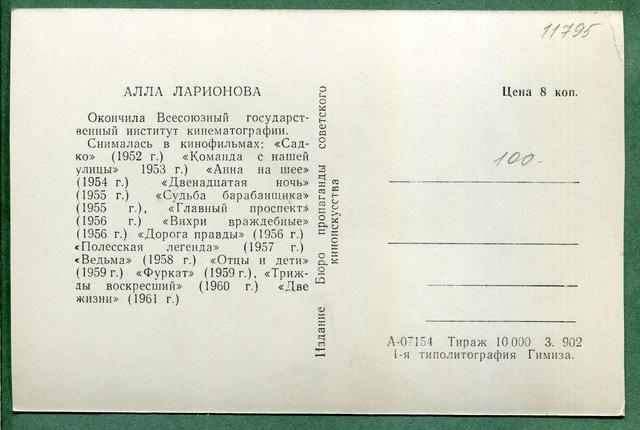 11795
АЛЛА ЛАРИОНОВА
Окончила Всесоюзный государст-
венный институт кинематографии.
Снималась в кинофильмах: «Сад-
ко» (1952 г.) «Команда с нашей
улицы» 1953 г.) «Анна на шее»
(1954 г.) «Двенадцатая ночь»
(1955 г.) «Судьба барабанщика»
(1955 г.), «Главный проспект»
(1956 г.) «Вихри враждебные»
(1956 г.) «Дорога правды» (1956 г.)
«Полесская легенда» (1957 г.)
«Ведьма» (1958 г.) «Отцы и дети»
(1959 г.) «Фуркат» (1959 г.), «Триж-
ды воскресший» (1960 г.) «Две
жизни» (1961 г.)
Издание Бюро пропаганды советского
киноискусства
Цена 8 коп.
100-
А-07154 Тираж 10 000 З. 902
1-я типолитография Гимиза.